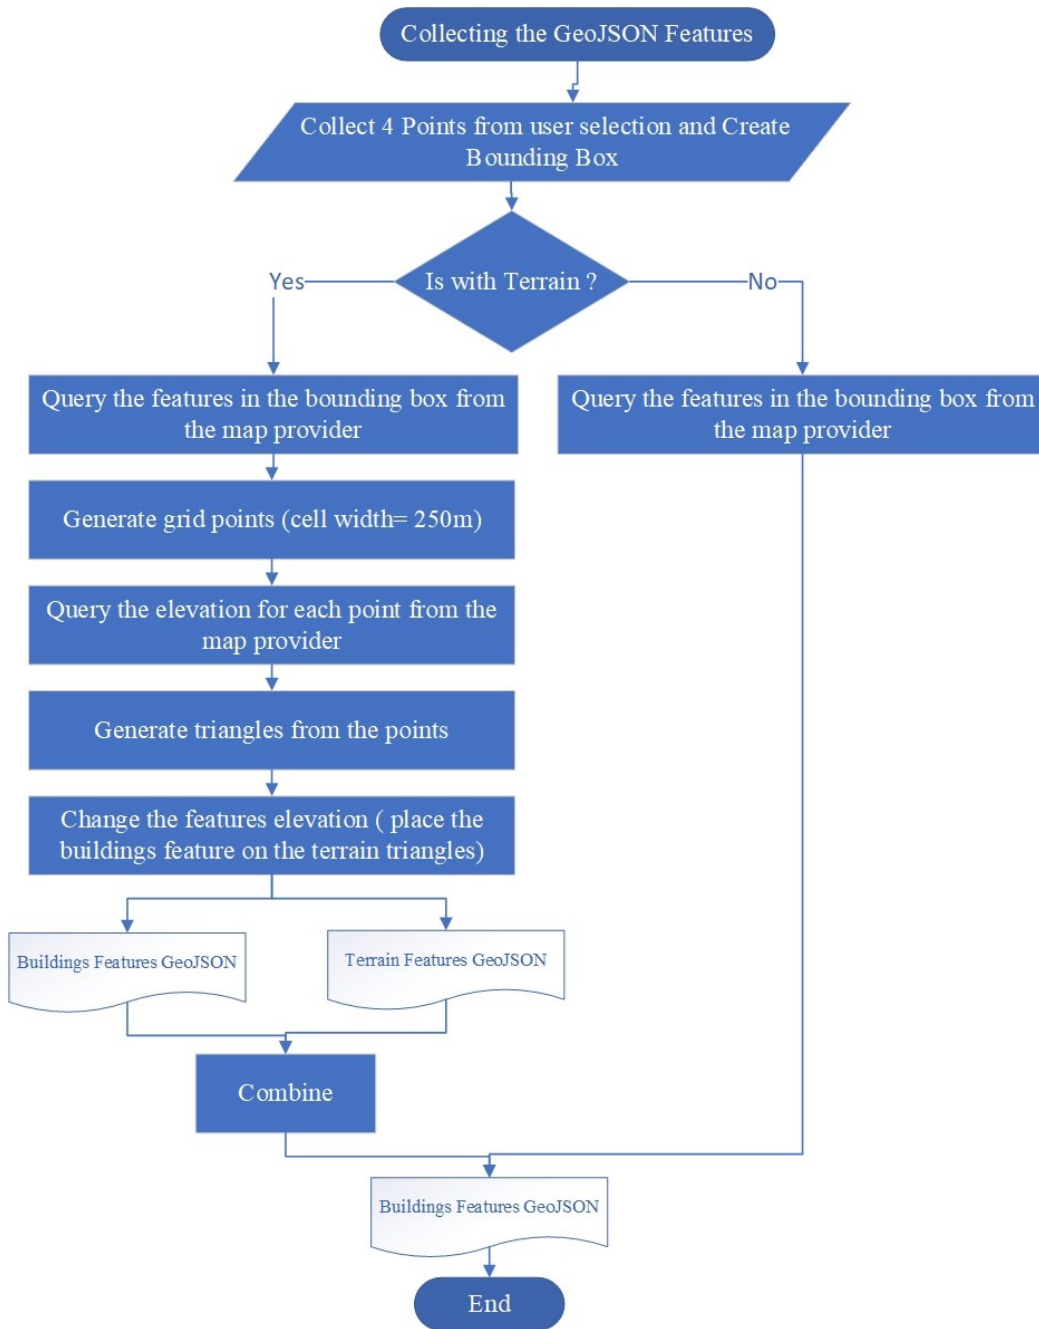 Collecting the GeoJSON Features
Collect 4 Points from user selection and Create
Bounding Box
Is with Terrain ?
Yes
No
Query the features in the bounding box from
the map provider
Query the features in the bounding box from
the map provider
Generate grid points (cell width= 250m)
Query the elevation for each point from the
map provider
Generate triangles from the points
Change the features elevation ( place the
buildings feature on the terrain triangles)
Buildings Features GeoJSON
Terrain Features GeoJSON
Combine
Buildings Features GeoJSON
End